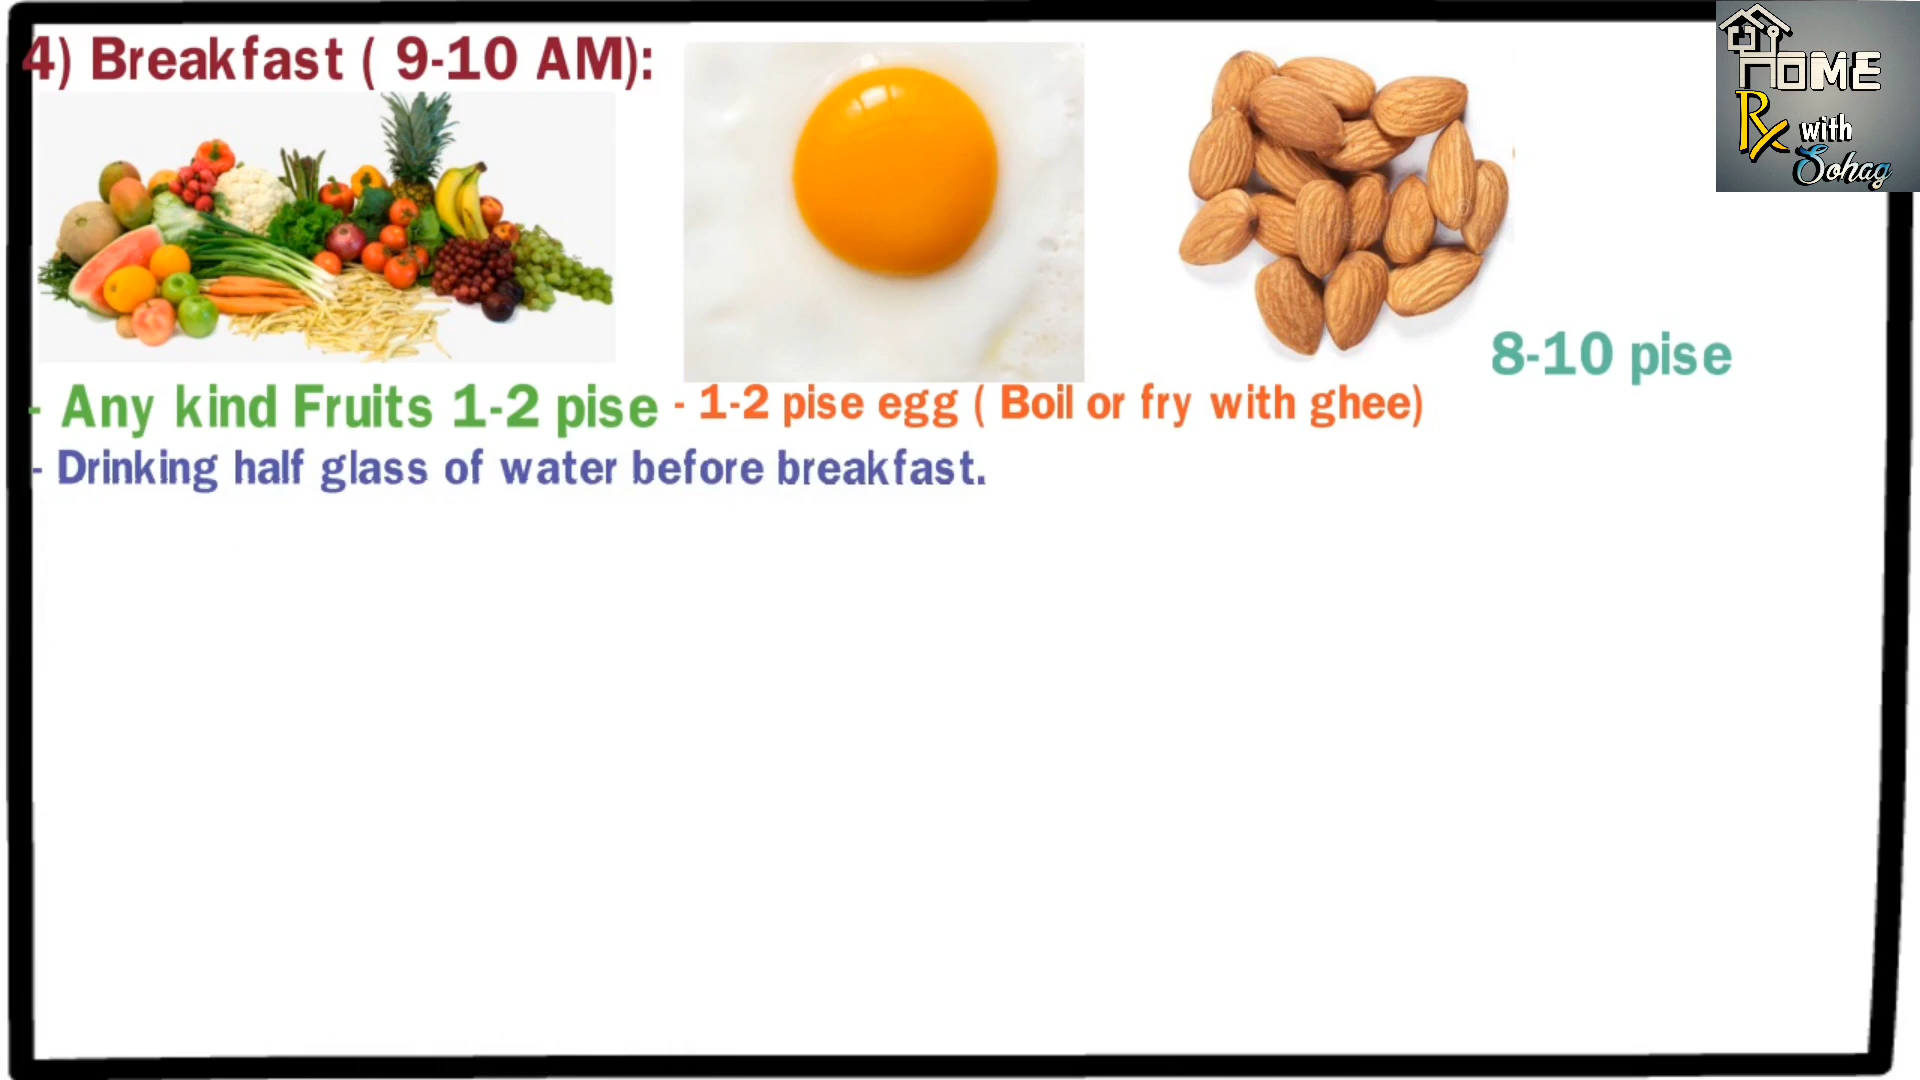 4) Breakfast ( 9-10 AM):
HOME
Rx with
Sohag
8-10 pise
- Any kind Fruits 1-2 pise
- 1-2 pise egg ( Boil or fry with ghee)
- Drinking half glass of water before breakfast.